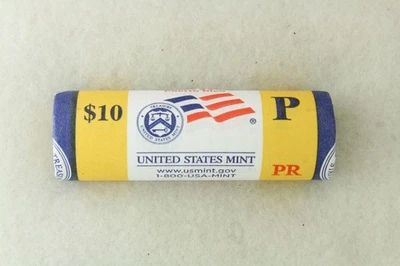 $10
P
UNITED STATES MINT
www.usmint.gov
1-800-USA-MINT
PR